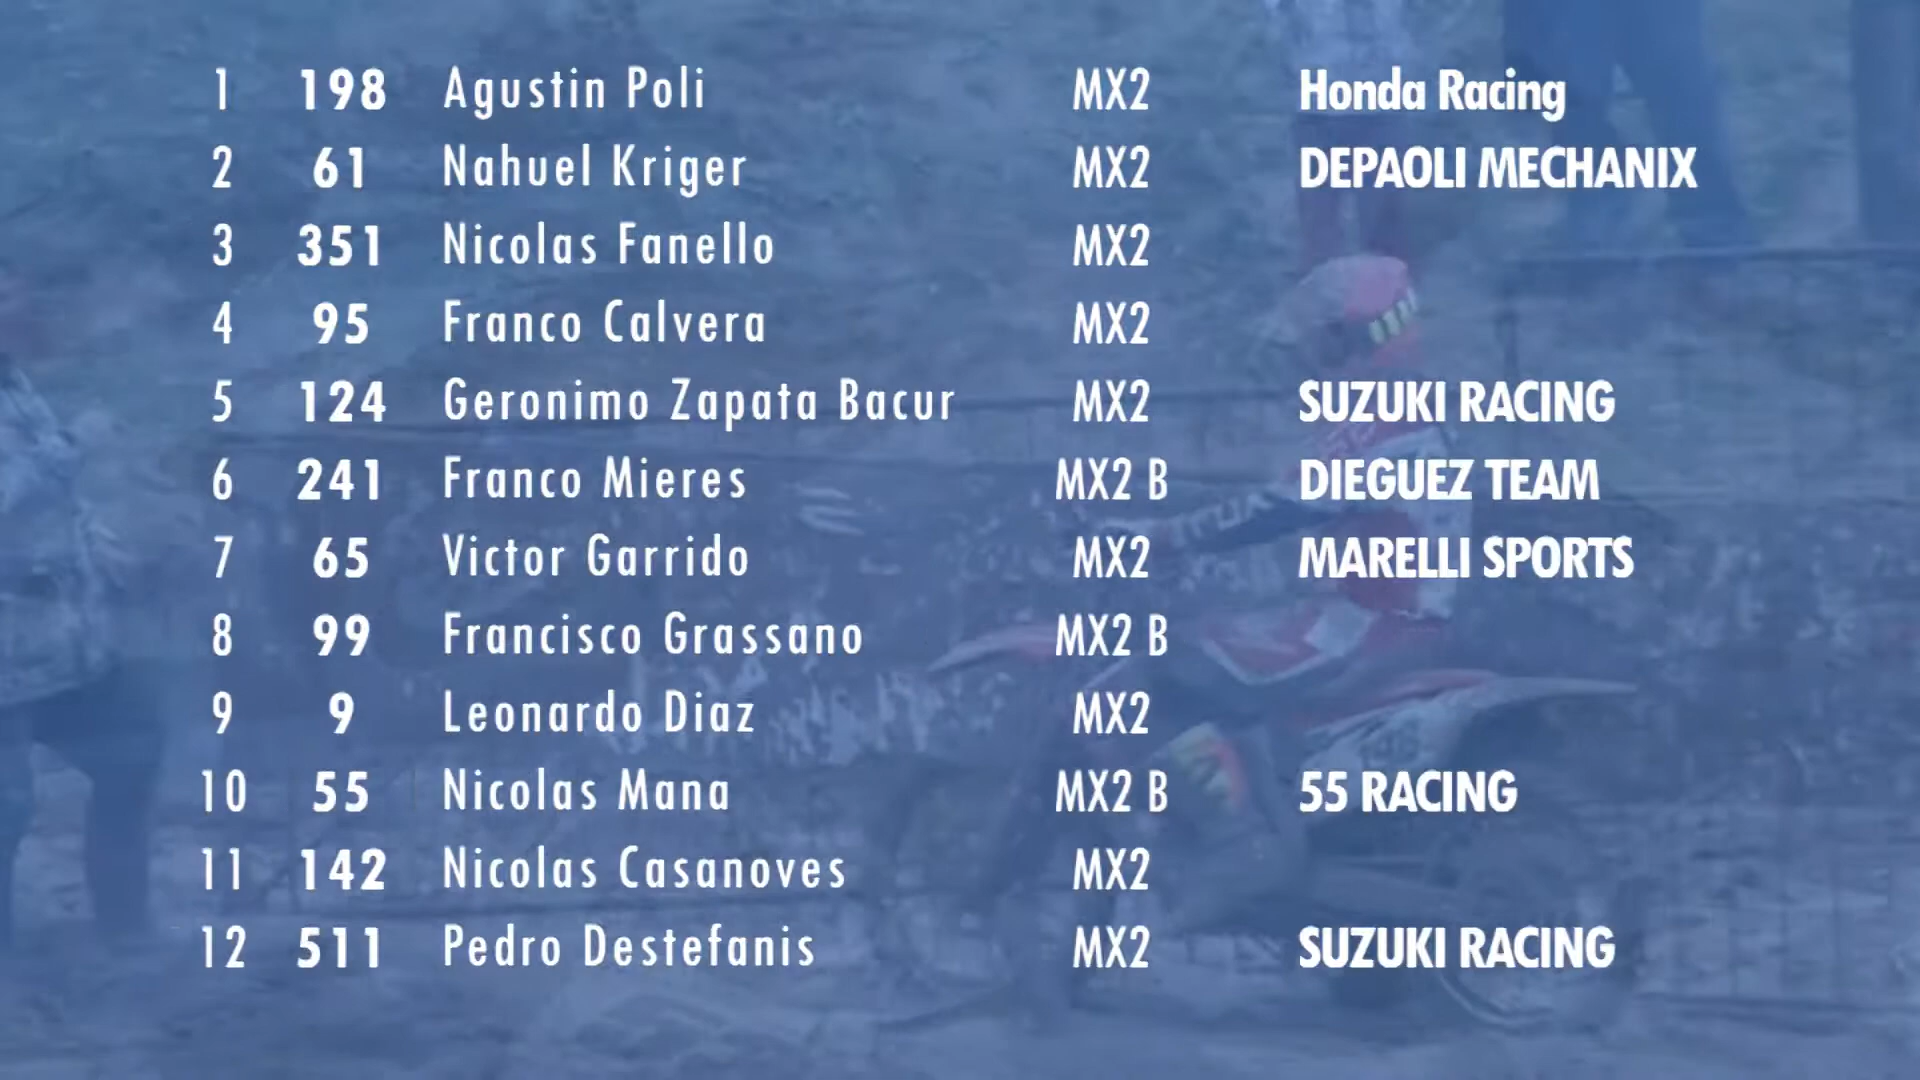 1 198 Agustin Poli MX2 Honda Racing
2 61 Nahuel Kriger MX2 DEPAOLI MECHANIX
3 351 Nicolas Fanello MX2
4 95 Franco Calvera MX2
5 124 Geronimo Zapata Bacur MX2 SUZUKI RACING
6 241 Franco Mieres MX2 B DIEGUEZ TEAM
7 65 Victor Garrido MX2 MARELLI SPORTS
8 99 Francisco Grassano MX2 B
9 9 Leonardo Diaz MX2
10 55 Nicolas Mana MX2 B 55 RACING
11 142 Nicolas Casanoves MX2
12 511 Pedro Destefanis MX2 SUZUKI RACING